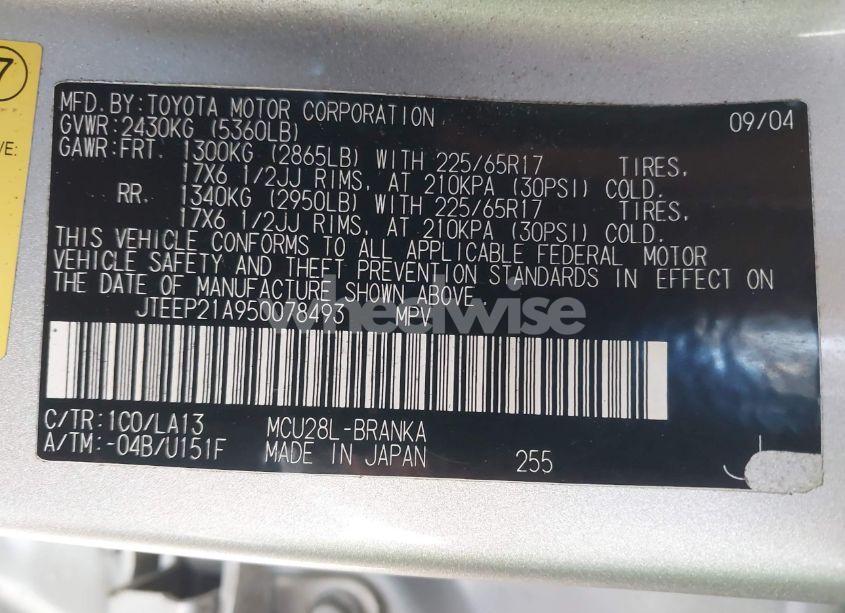 7
E:
MFD.BY:TOYOTA MOTOR CORPORATION 09/04
GVWR:2430KG (5360LB)
GAWR:FRT. 1300KG (2865LB) WITH 225/65R17 TIRES,
17X6 1/2JJ RIMS, AT 210KPA (30PSI) COLD.
RR. 1340KG (2950LB) WITH 225/65R17 TIRES,
17X6 1/2JJ RIMS, AT 210KPA (30PSI) COLD.
THIS VEHICLE CONFORMS TO ALL APPLICABLE FEDERAL MOTOR
VEHICLE SAFETY AND THEFT PREVENTION STANDARDS IN EFFECT ON
THE DATE OF MANUFACTURE SHOWN ABOVE.
JTEEP21A950078493 MPV
wheelwise
C/TR:1C0/LA13 MCU28L-BRANKA
A/TM:-04B/U151F MADE IN JAPAN 255